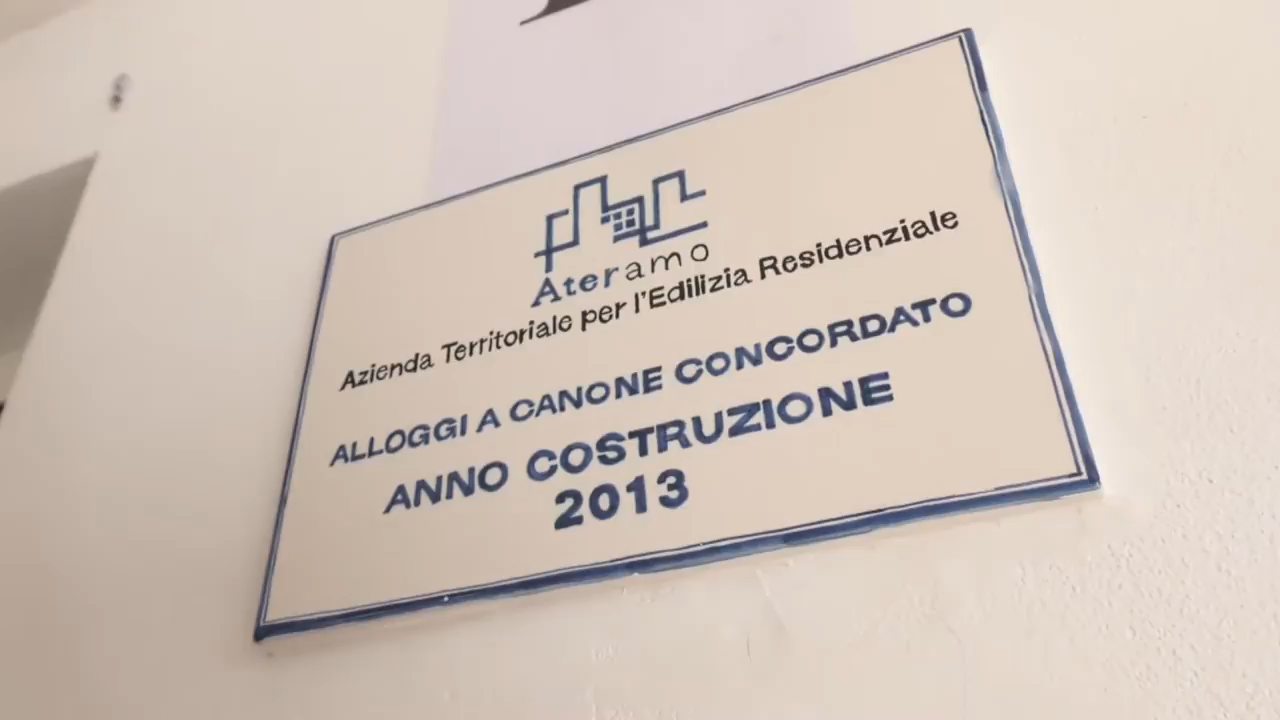 Ateramo
Azienda Territoriale per l'Edilizia Residenziale
ALLOGGI A CANONE CONCORDATO
ANNO COSTRUZIONE
2013